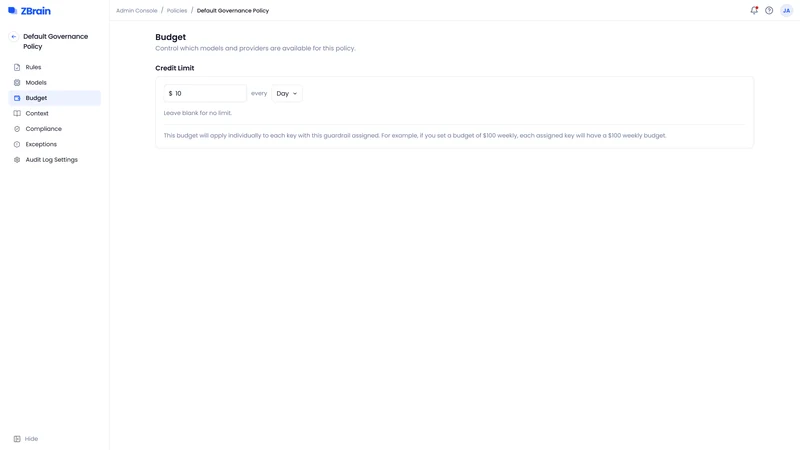 ZBrain
Admin Console / Policies / Default Governance Policy
JA
Default Governance
Policy
Rules
Models
Budget
Context
Compliance
Exceptions
Audit Log Settings
Hide
Budget
Control which models and providers are available for this policy.
Credit Limit
$ 10 every Day
Leave blank for no limit.
This budget will apply individually to each key with this guardrail assigned. For example, if you set a budget of $100 weekly, each assigned key will have a $100 weekly budget.